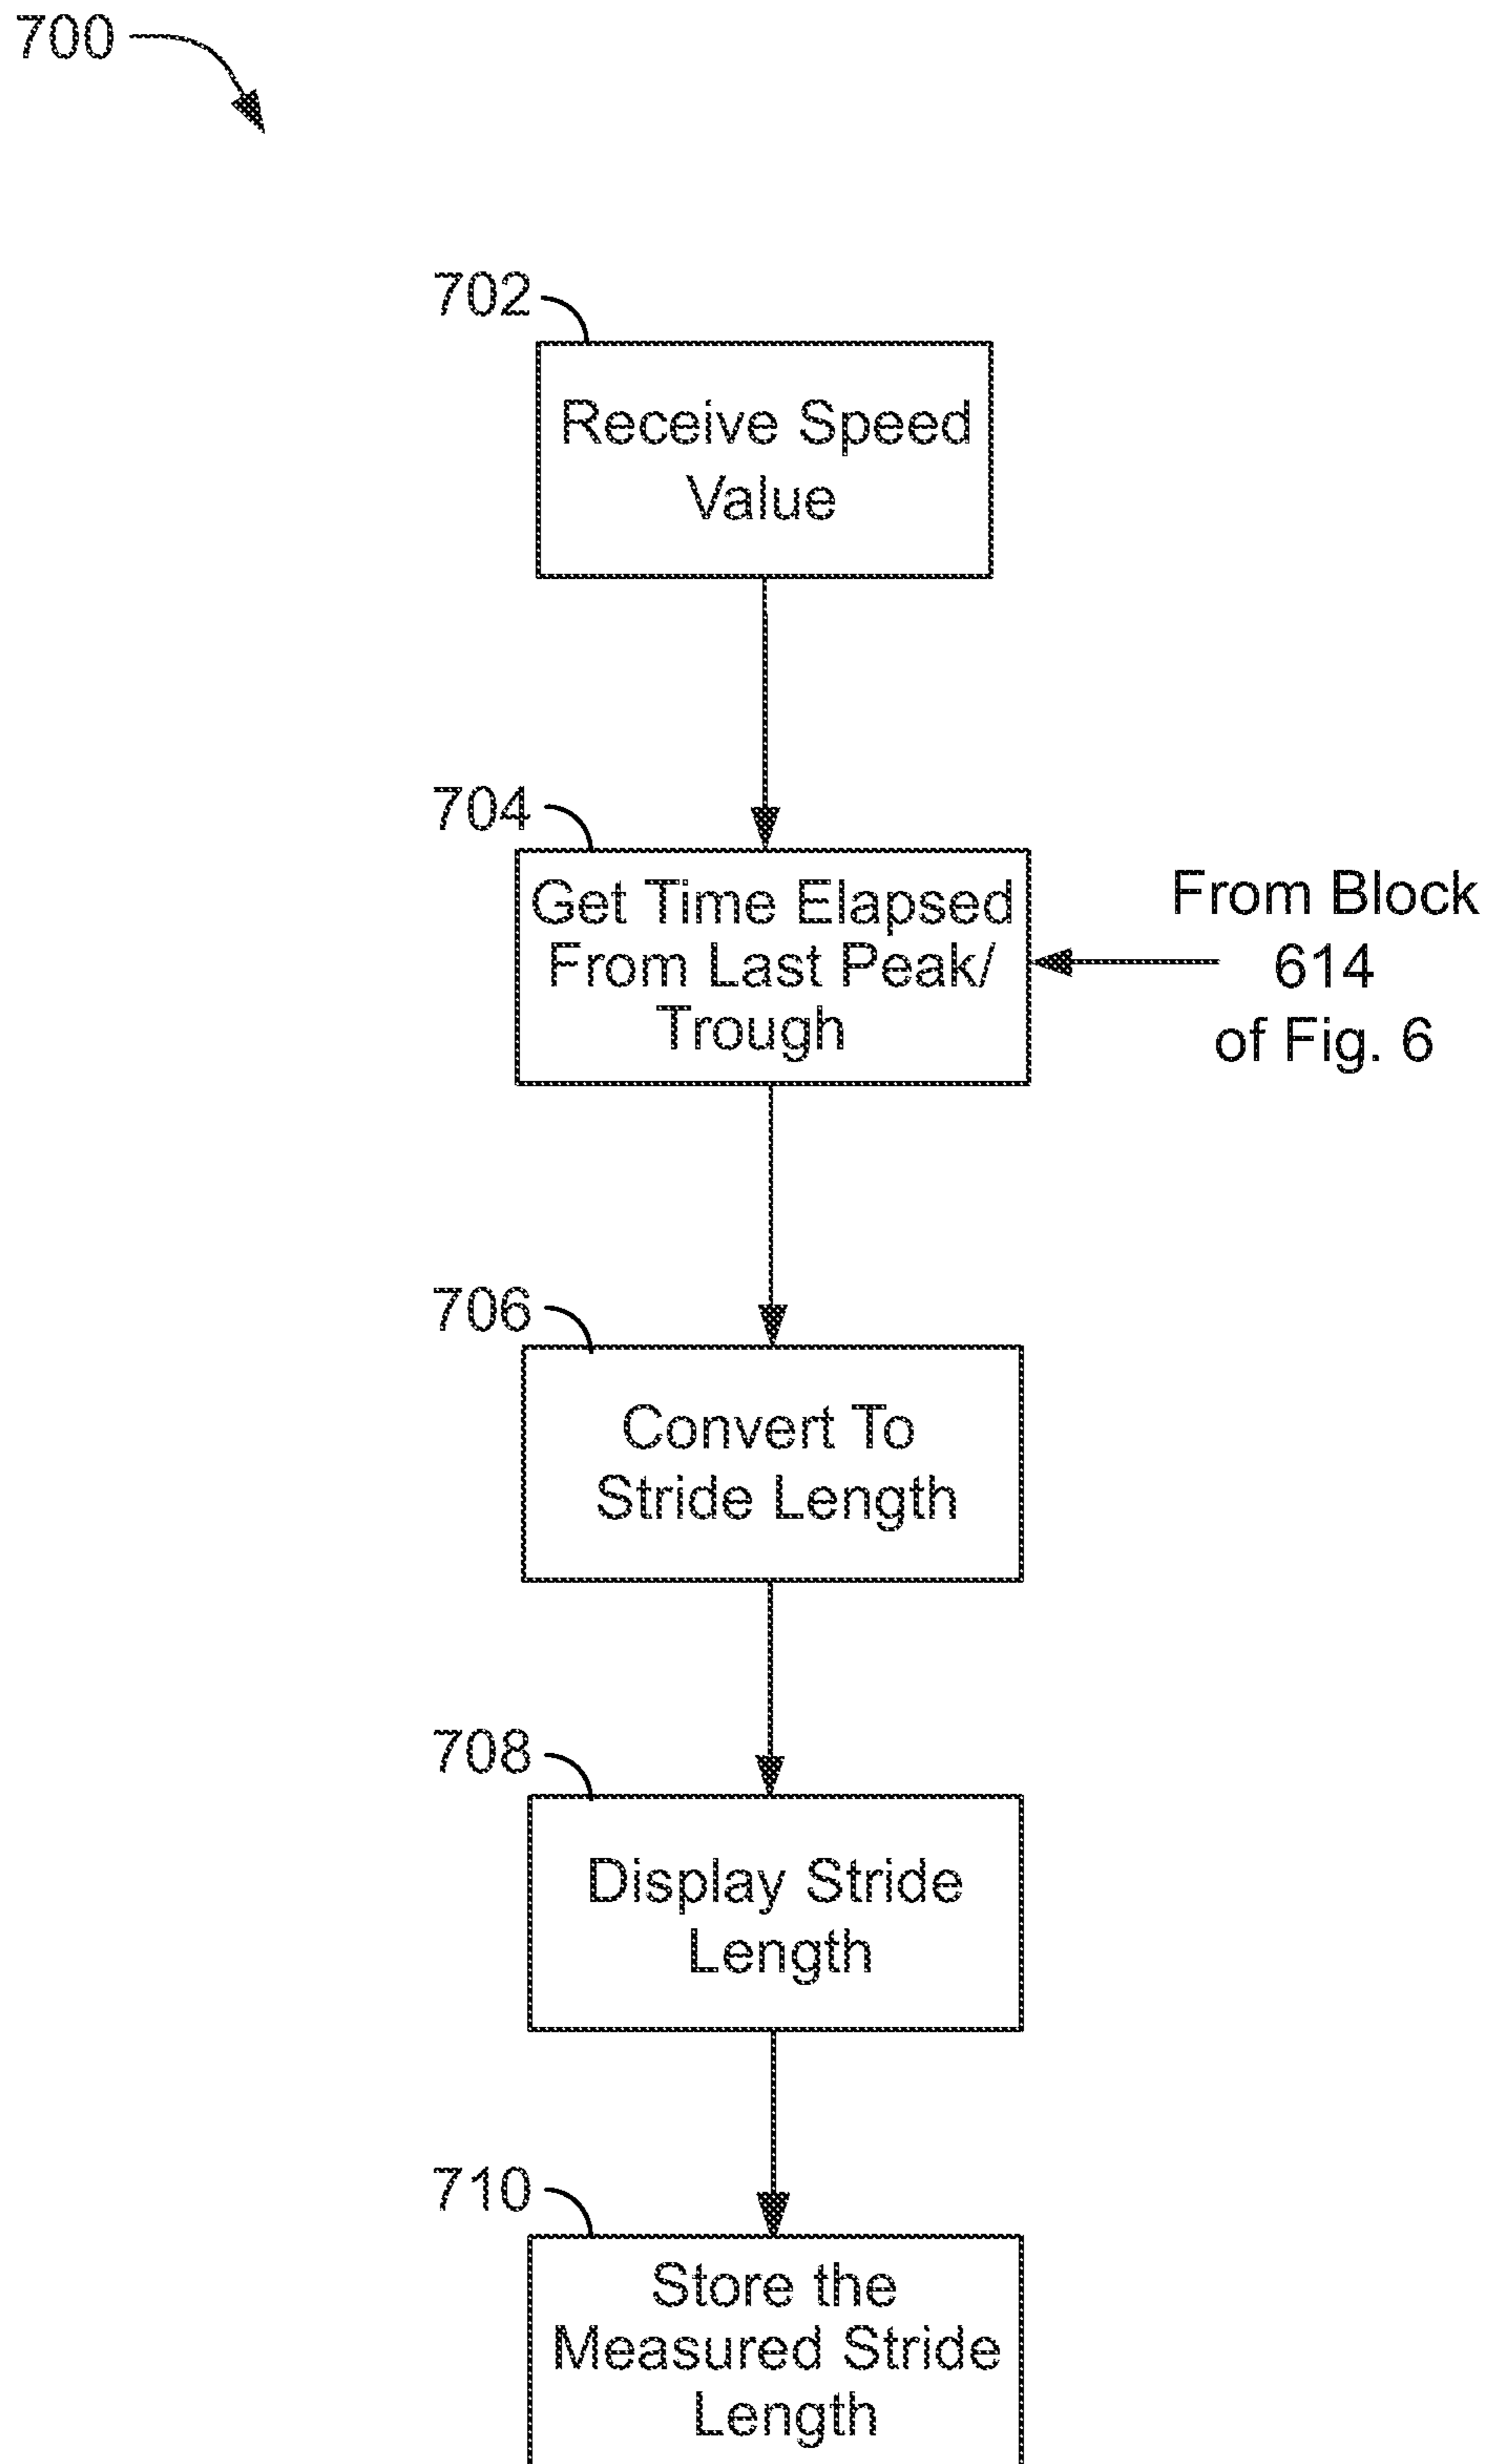 700
702
Receive Speed
Value
704
Get Time Elapsed
From Last Peak/
Trough
From Block
614
of Fig. 6
706
Convert To
Stride Length
708
Display Stride
Length
710
Store the
Measured Stride
Length